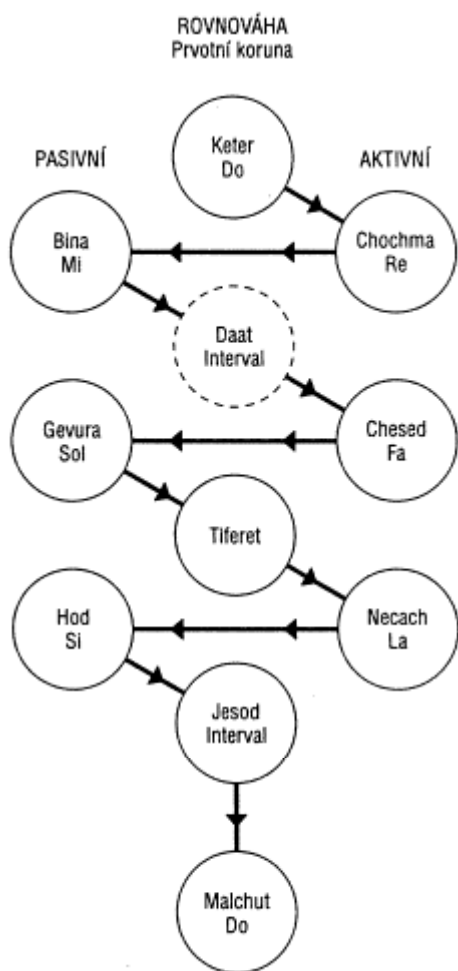 ROVNOVÁHA
Prvotní koruna
PASIVNÍ
Keter
Do
AKTIVNÍ
Bina
Mi
Chochma
Re
Daat
Interval
Gevura
Sol
Chesed
Fa
Tiferet
Hod
Si
Necach
La
Jesod
Interval
Malchut
Do